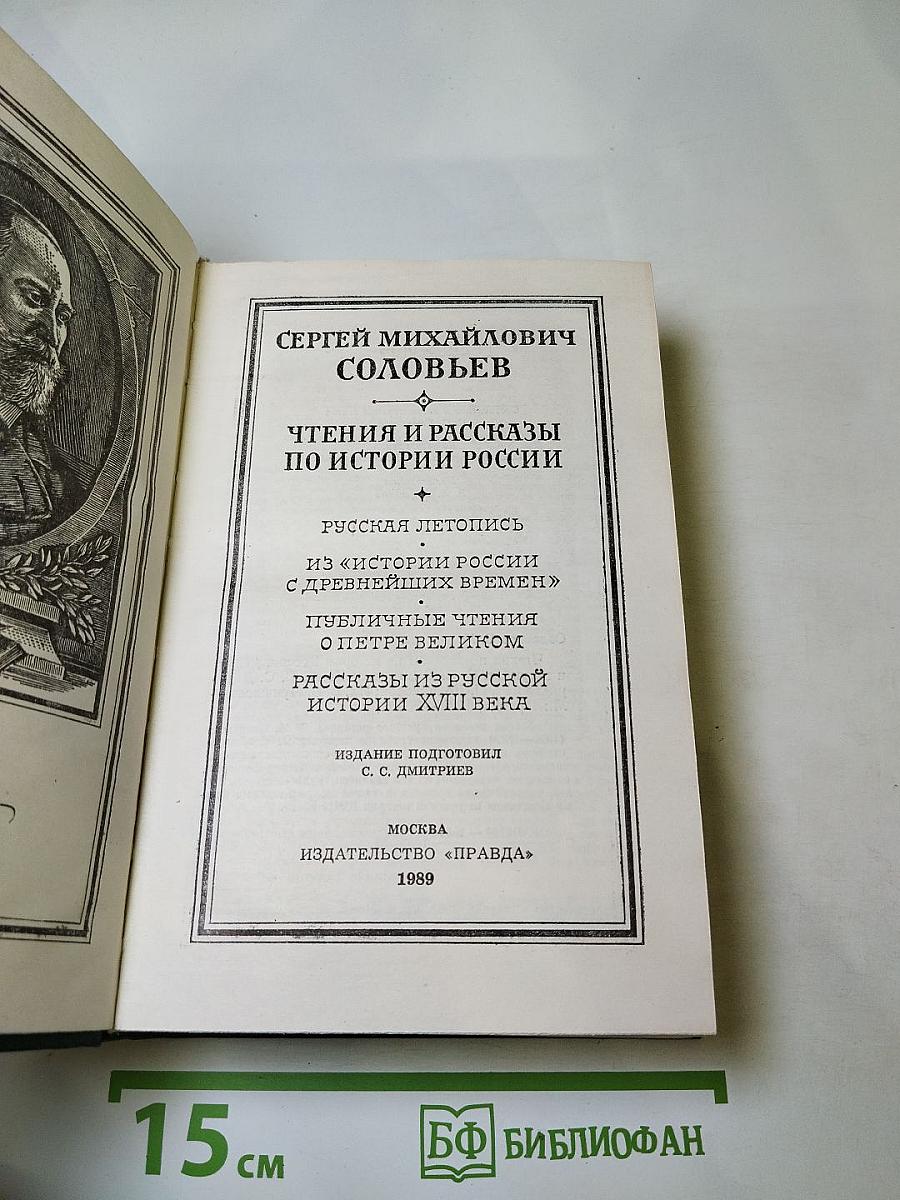 СЕРГЕЙ МИХАЙЛОВИЧ
СОЛОВЬЕВ
ЧТЕНИЯ И РАССКАЗЫ
ПО ИСТОРИИ РОССИИ
РУССКАЯ ЛЕТОПИСЬ
ИЗ «ИСТОРИИ РОССИИ
С ДРЕВНЕЙШИХ ВРЕМЕН»
ПУБЛИЧНЫЕ ЧТЕНИЯ
О ПЕТРЕ ВЕЛИКОМ
РАССКАЗЫ ИЗ РУССКОЙ
ИСТОРИИ XVIII ВЕКА
ИЗДАНИЕ ПОДГОТОВИЛ
С. С. ДМИТРИЕВ
МОСКВА
ИЗДАТЕЛЬСТВО «ПРАВДА»
1989
15 см
БФ БИБЛИОФАН